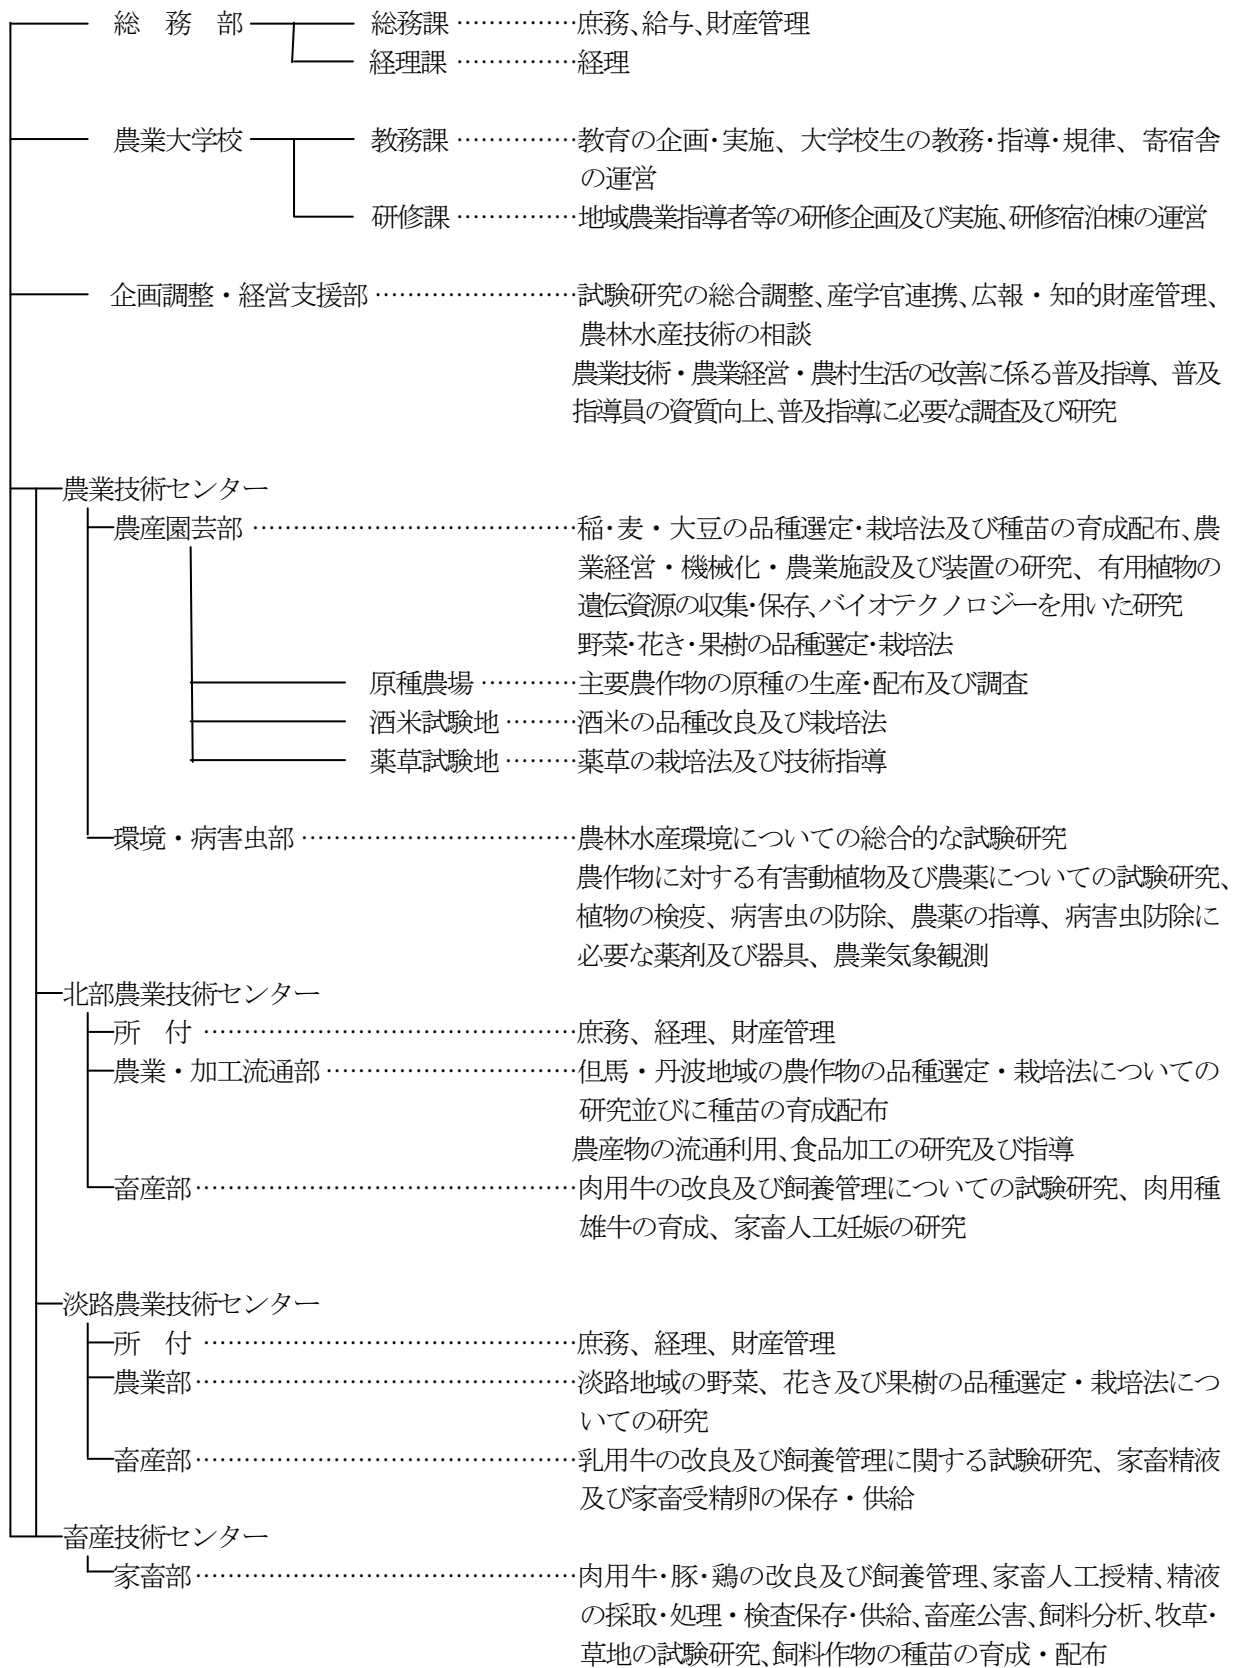 総　務　部　総務課…………庶務、給与、財産管理
経理課…………経理
農業大学校　教務課…………教育の企画・実施、大学校生の教務・指導・規律、寄宿舎
の運営
研修課…………地域農業指導者等の研修企画及び実施、研修宿泊棟の運営
企画調整・経営支援部……………………試験研究の総合調整、産学官連携、広報・知的財産管理、
農林水産技術の相談
農業技術・農業経営・農村生活の改善に係る普及指導、普及
指導員の資質向上、普及指導に必要な調査及び研究
農業技術センター
農産園芸部………………………………稲・麦・大豆の品種選定・栽培法及び種苗の育成配布、農
業経営・機械化・農業施設及び装置の研究、有用植物の
遺伝資源の収集・保存、バイオテクノロジーを用いた研究
野菜・花き・果樹の品種選定・栽培法
原種農場…………主要農作物の原種の生産・配布及び調査
酒米試験地………酒米の品種改良及び栽培法
薬草試験地………薬草の栽培法及び技術指導
環境・病害虫部…………………………農林水産環境についての総合的な試験研究
農作物に対する有害動植物及び農薬についての試験研究、
植物の検疫、病害虫の防除、農薬の指導、病害虫防除に
必要な薬剤及び器具、農業気象観測
北部農業技術センター
所　付……………………………………庶務、経理、財産管理
農業・加工流通部………………………但馬・丹波地域の農作物の品種選定・栽培法についての
研究並びに種苗の育成配布
農産物の流通利用、食品加工の研究及び指導
畜産部……………………………………肉用牛の改良及び飼養管理についての試験研究、肉用種
雄牛の育成、家畜人工妊娠の研究
淡路農業技術センター
所　付……………………………………庶務、経理、財産管理
農業部……………………………………淡路地域の野菜、花き及び果樹の品種選定・栽培法につ
いての研究
畜産部……………………………………乳用牛の改良及び飼養管理に関する試験研究、家畜精液
及び家畜受精卵の保存・供給
畜産技術センター
家畜部……………………………………肉用牛・豚・鶏の改良及び飼養管理、家畜人工授精、精液
の採取・処理・検査保存・供給、畜産公害、飼料分析、牧草・
草地の試験研究、飼料作物の種苗の育成・配布